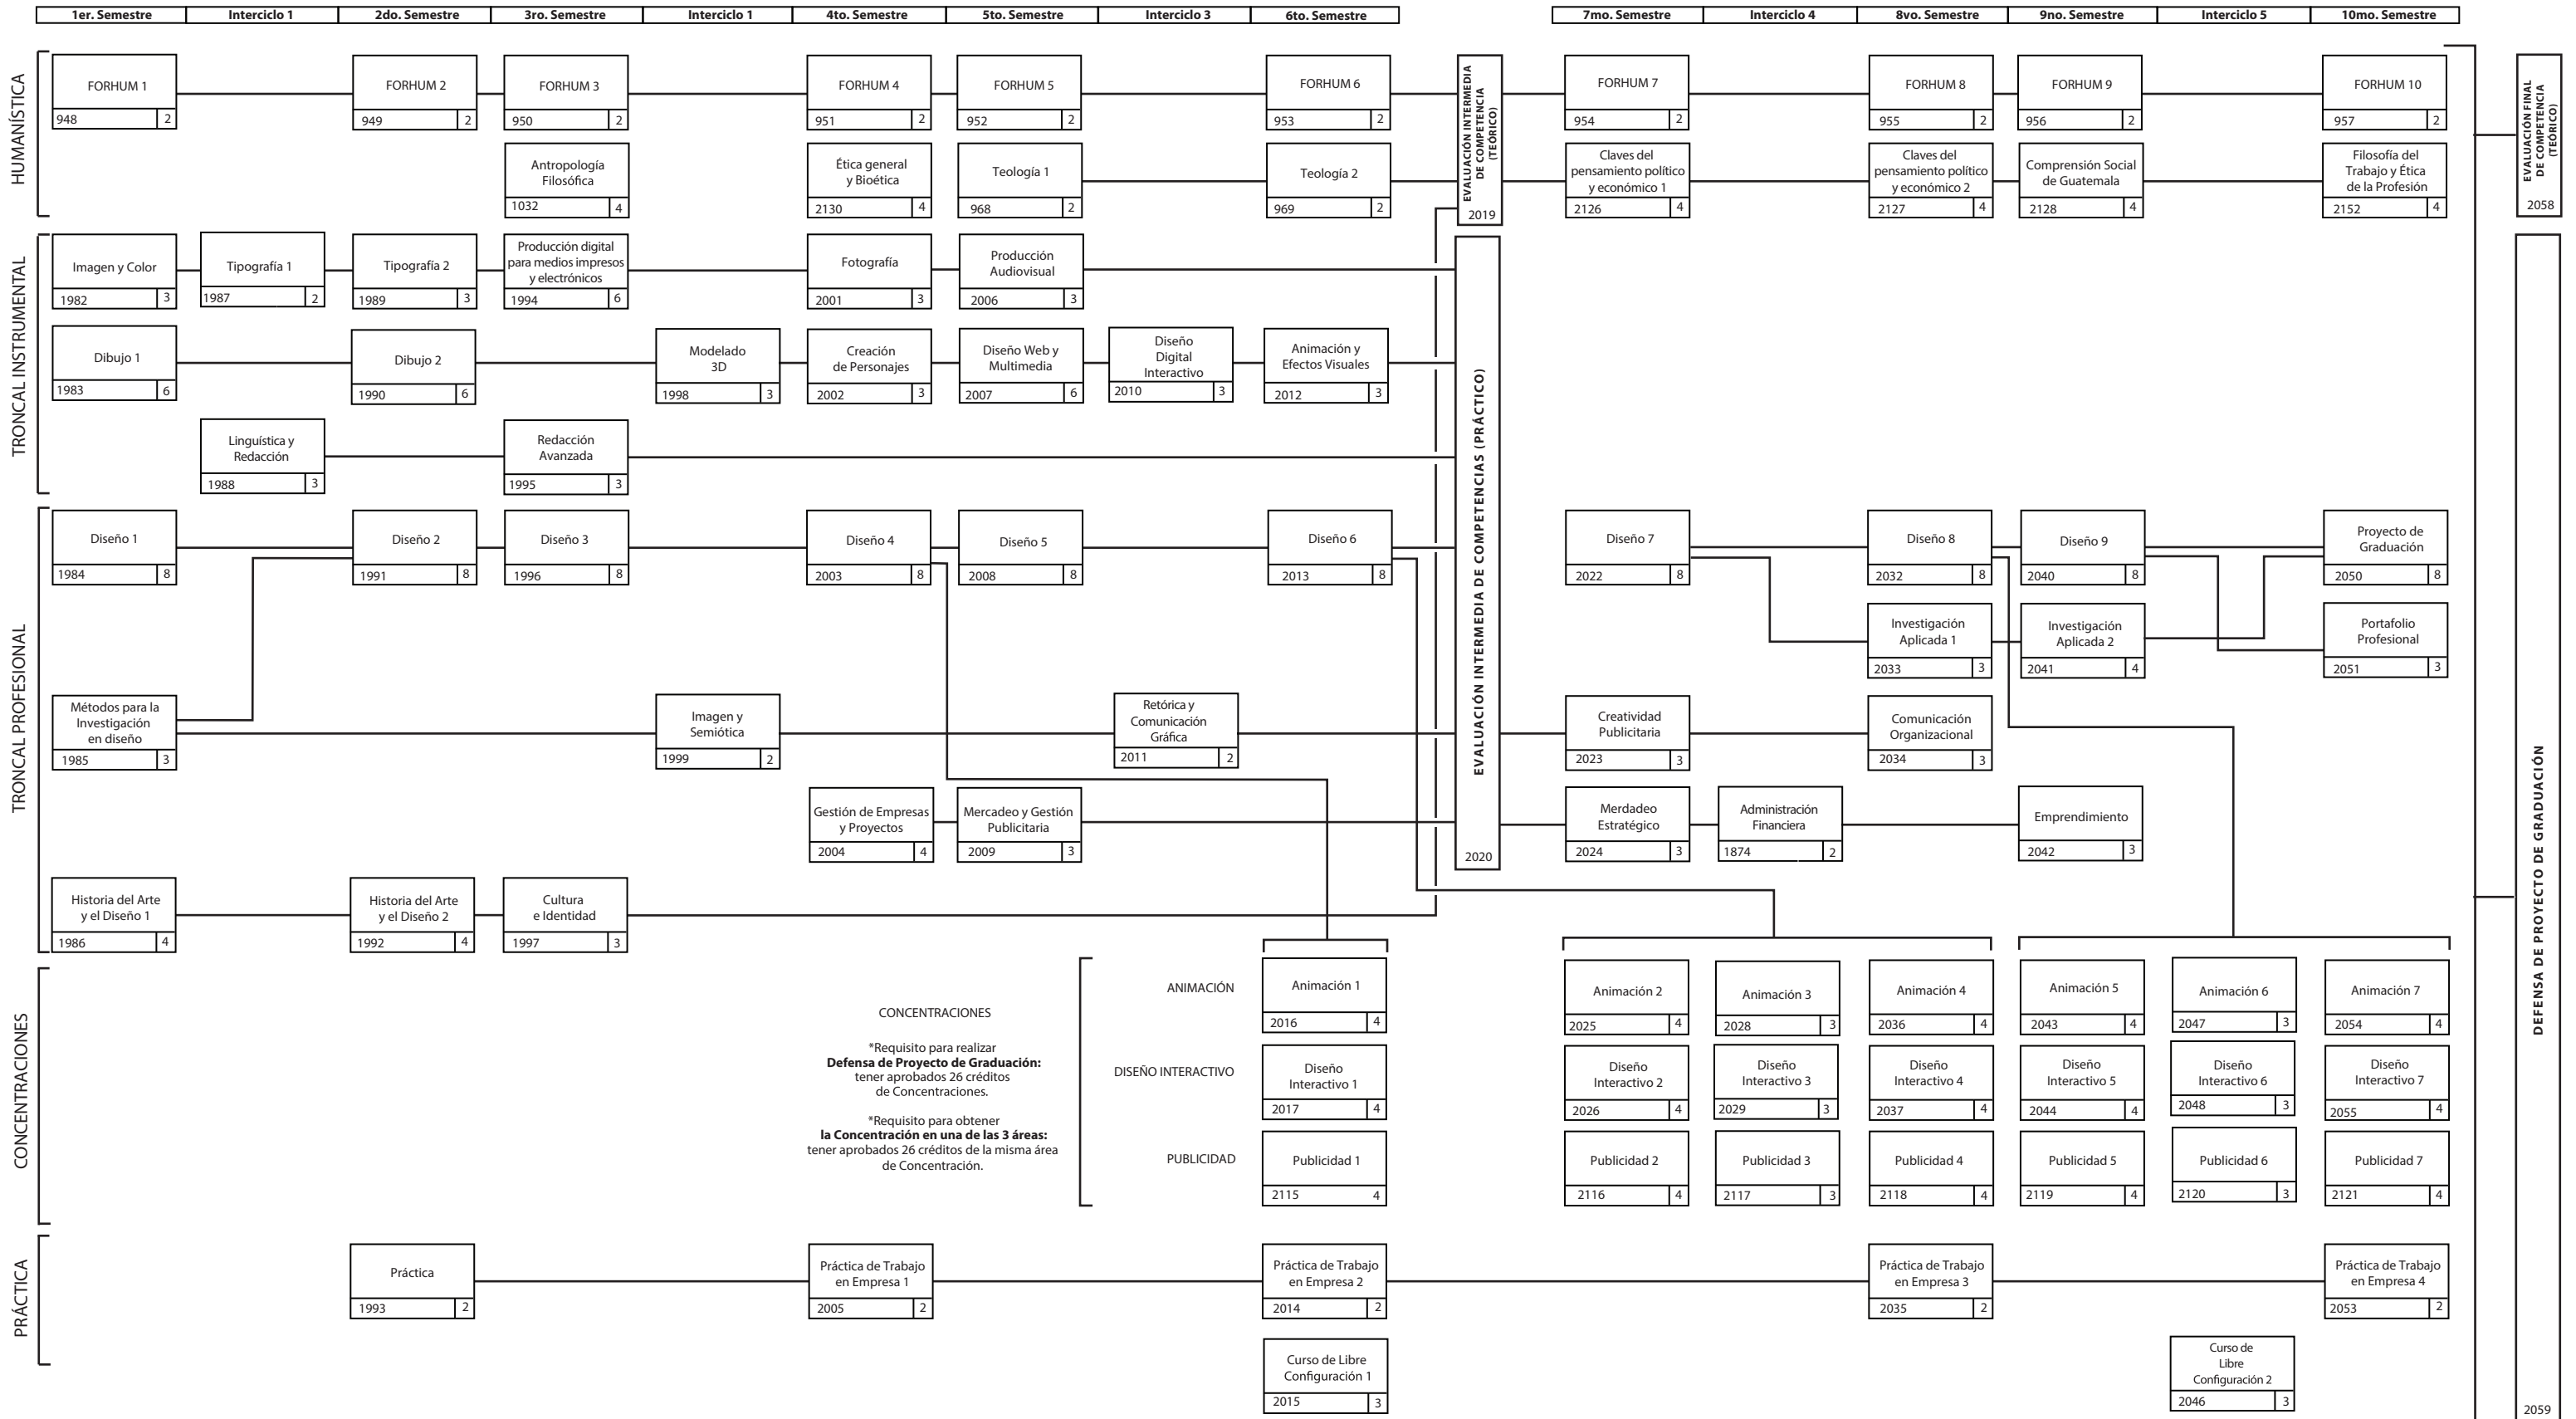 1er. Semestre
Interciclo 1
2do. Semestre
3ro. Semestre
Interciclo 1
4to. Semestre
5to. Semestre
Interciclo 3
6to. Semestre
7mo. Semestre
Interciclo 4
8vo. Semestre
9no. Semestre
Interciclo 5
10mo. Semestre
HUMANÍSTICA
FORHUM 1
948 2
FORHUM 2
949 2
FORHUM 3
950 2
FORHUM 4
951 2
FORHUM 5
952 2
FORHUM 6
953 2
EVALUACIÓN INTERMEDIA
DE COMPETENCIA
(TEÓRICO)
2019
FORHUM 7
954 2
FORHUM 8
955 2
FORHUM 9
956 2
FORHUM 10
957 2
EVALUACIÓN FINAL
DE COMPETENCIA
(TEÓRICO)
2058
Antropología
Filosófica
1032 4
Ética general
y Bioética
2130 4
Teología 1
968 2
Teología 2
969 2
Claves del
pensamiento político
y económico 1
2126 4
Claves del
pensamiento político
y económico 2
2127 4
Comprensión Social
de Guatemala
2128 4
Filosofía del
Trabajo y Ética
de la Profesión
2152 4
TRONCAL INSTRUMENTAL
Imagen y Color
1982 3
Tipografía 1
1987 2
Tipografía 2
1989 3
Producción digital
para medios impresos
y electrónicos
1994 6
Fotografía
2001 3
Producción
Audiovisual
2006 3
Dibujo 1
1983 6
Dibujo 2
1990 6
Modelado
3D
1998 3
Creación
de Personajes
2002 3
Diseño Web y
Multimedia
2007 6
Diseño
Digital
Interactivo
2010 3
Animación y
Efectos Visuales
2012 3
Linguística y
Redacción
1988 3
Redacción
Avanzada
1995 3
EVALUACIÓN INTERMEDIA DE COMPETENCIAS (PRÁCTICO)
2020
TRONCAL PROFESIONAL
Diseño 1
1984 8
Diseño 2
1991 8
Diseño 3
1996 8
Diseño 4
2003 8
Diseño 5
2008 8
Diseño 6
2013 8
Diseño 7
2022 8
Diseño 8
2032 8
Diseño 9
2040 8
Proyecto de
Graduación
2050 8
Investigación
Aplicada 1
2033 3
Investigación
Aplicada 2
2041 4
Portafolio
Profesional
2051 3
Métodos para la
Investigación
en diseño
1985 3
Imagen y
Semiótica
1999 2
Retórica y
Comunicación
Gráfica
2011 2
Creatividad
Publicitaria
2023 3
Comunicación
Organizacional
2034 3
Gestión de Empresas
y Proyectos
2004 4
Mercadeo y Gestión
Publicitaria
2009 3
Merdadeo
Estratégico
2024 3
Administración
Financiera
1874 2
Emprendimiento
2042 3
Historia del Arte
y el Diseño 1
1986 4
Historia del Arte
y el Diseño 2
1992 4
Cultura
e Identidad
1997 3
DEFENSA DE PROYECTO DE GRADUACIÓN
2059
CONCENTRACIONES
CONCENTRACIONES
*Requisito para realizar
Defensa de Proyecto de Graduación:
tener aprobados 26 créditos
de Concentraciones.
*Requisito para obtener
la Concentración en una de las 3 áreas:
tener aprobados 26 créditos de la misma área
de Concentración.
ANIMACIÓN
Animación 1
2016 4
Animación 2
2025 4
Animación 3
2028 3
Animación 4
2036 4
Animación 5
2043 4
Animación 6
2047 3
Animación 7
2054 4
DISEÑO INTERACTIVO
Diseño
Interactivo 1
2017 4
Diseño
Interactivo 2
2026 4
Diseño
Interactivo 3
2029 3
Diseño
Interactivo 4
2037 4
Diseño
Interactivo 5
2044 4
Diseño
Interactivo 6
2048 3
Diseño
Interactivo 7
2055 4
PUBLICIDAD
Publicidad 1
2115 4
Publicidad 2
2116 4
Publicidad 3
2117 3
Publicidad 4
2118 4
Publicidad 5
2119 4
Publicidad 6
2120 3
Publicidad 7
2121 4
PRÁCTICA
Práctica
1993 2
Práctica de Trabajo
en Empresa 1
2005 2
Práctica de Trabajo
en Empresa 2
2014 2
Práctica de Trabajo
en Empresa 3
2035 2
Práctica de Trabajo
en Empresa 4
2053 2
Curso de Libre
Configuración 1
2015 3
Curso de
Libre
Configuración 2
2046 3